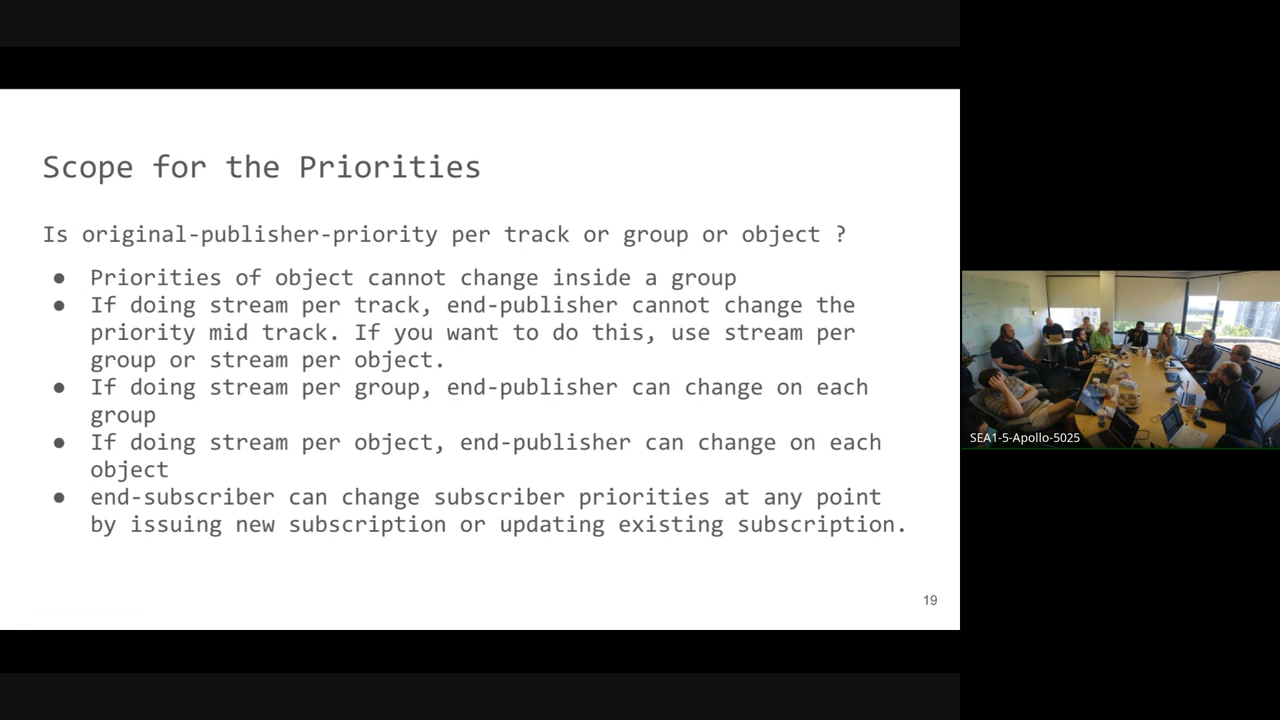 Scope for the Priorities
Is original-publisher-priority per track or group or object ?
● Priorities of object cannot change inside a group
● If doing stream per track, end-publisher cannot change the
priority mid track. If you want to do this, use stream per
group or stream per object.
● If doing stream per group, end-publisher can change on each
group
● If doing stream per object, end-publisher can change on each
object
● end-subscriber can change subscriber priorities at any point
by issuing new subscription or updating existing subscription.
19
SEA1-5-Apollo-5025